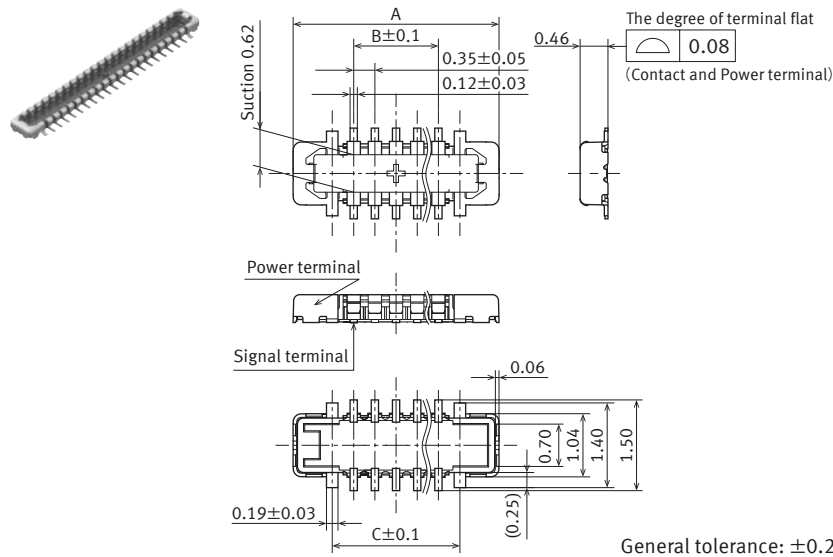 A
B±0.1
0.35±0.05
0.12±0.03
Suction 0.62
0.46
The degree of terminal flat
0.08
(Contact and Power terminal)
Power terminal
Signal terminal
0.06
0.70
1.04
1.40
1.50
(0.25)
0.19±0.03
C±0.1
General tolerance: ±0.2